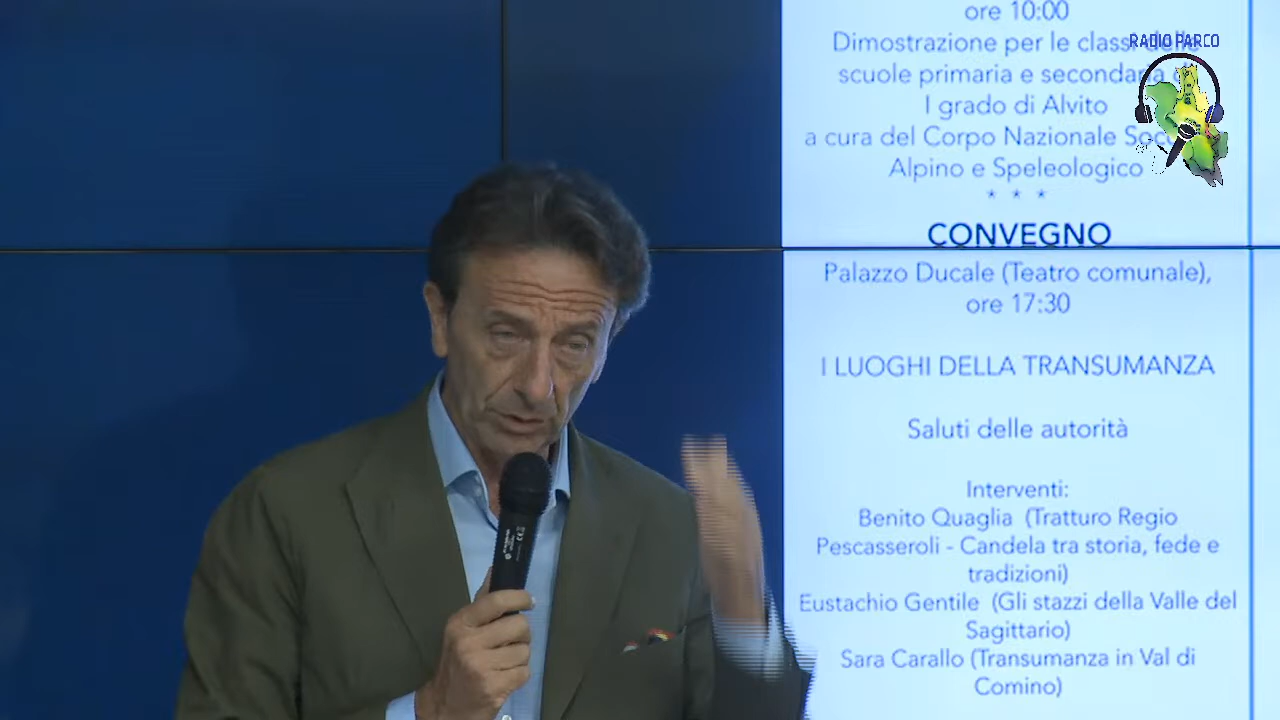 ore 10:00
RADIO PARCO
Dimostrazione per le classi delle
scuole primaria e secondaria di
I grado di Alvito
a cura del Corpo Nazionale
Alpino e Speleologico
* * *
CONVEGNO
Palazzo Ducale (Teatro comunale),
ore 17:30
I LUOGHI DELLA TRANSUMANZA
Saluti delle autorità
Interventi:
Benito Quaglia (Tratturo Regio
Pescasseroli - Candela tra storia, fede e
tradizioni)
Eustachio Gentile (Gli stazzi della Valle del
Sagittario)
Sara Carallo (Transumanza in Val di
Comino)